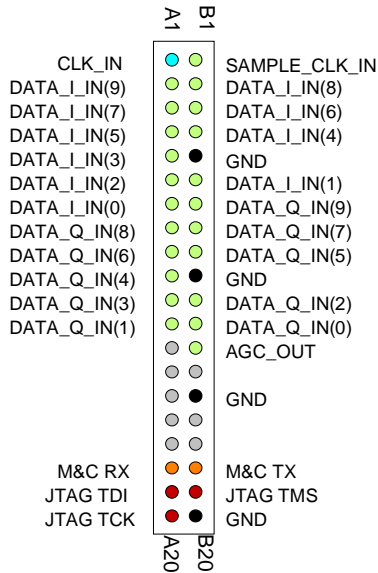 A1 B1
CLK_IN SAMPLE_CLK_IN
DATA_I_IN(9) DATA_I_IN(8)
DATA_I_IN(7) DATA_I_IN(6)
DATA_I_IN(5) DATA_I_IN(4)
DATA_I_IN(3) GND
DATA_I_IN(2) DATA_I_IN(1)
DATA_I_IN(0) DATA_Q_IN(9)
DATA_Q_IN(8) DATA_Q_IN(7)
DATA_Q_IN(6) DATA_Q_IN(5)
DATA_Q_IN(4) GND
DATA_Q_IN(3) DATA_Q_IN(2)
DATA_Q_IN(1) DATA_Q_IN(0)
AGC_OUT
GND
M&C RX M&C TX
JTAG TDI JTAG TMS
JTAG TCK GND
A20 B20